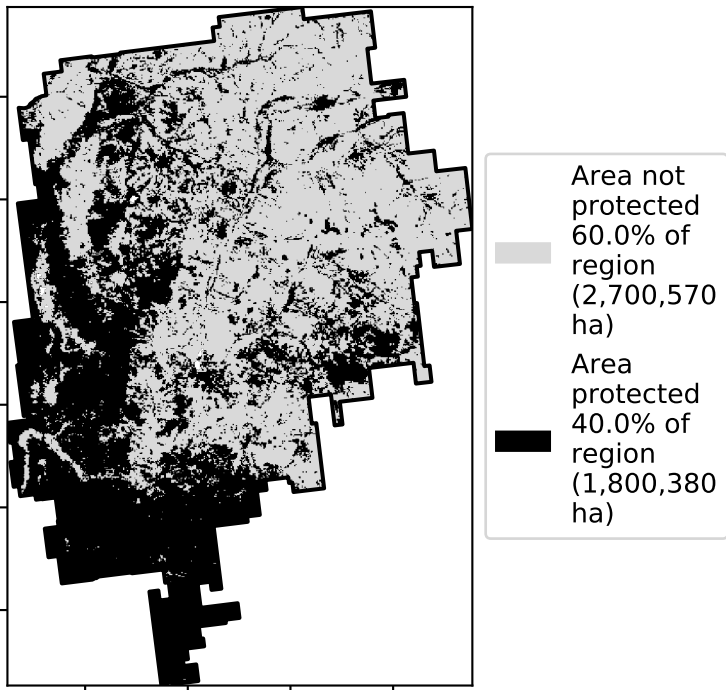 Area not
protected
60.0% of
region
(2,700,570
ha)
Area
protected
40.0% of
region
(1,800,380
ha)